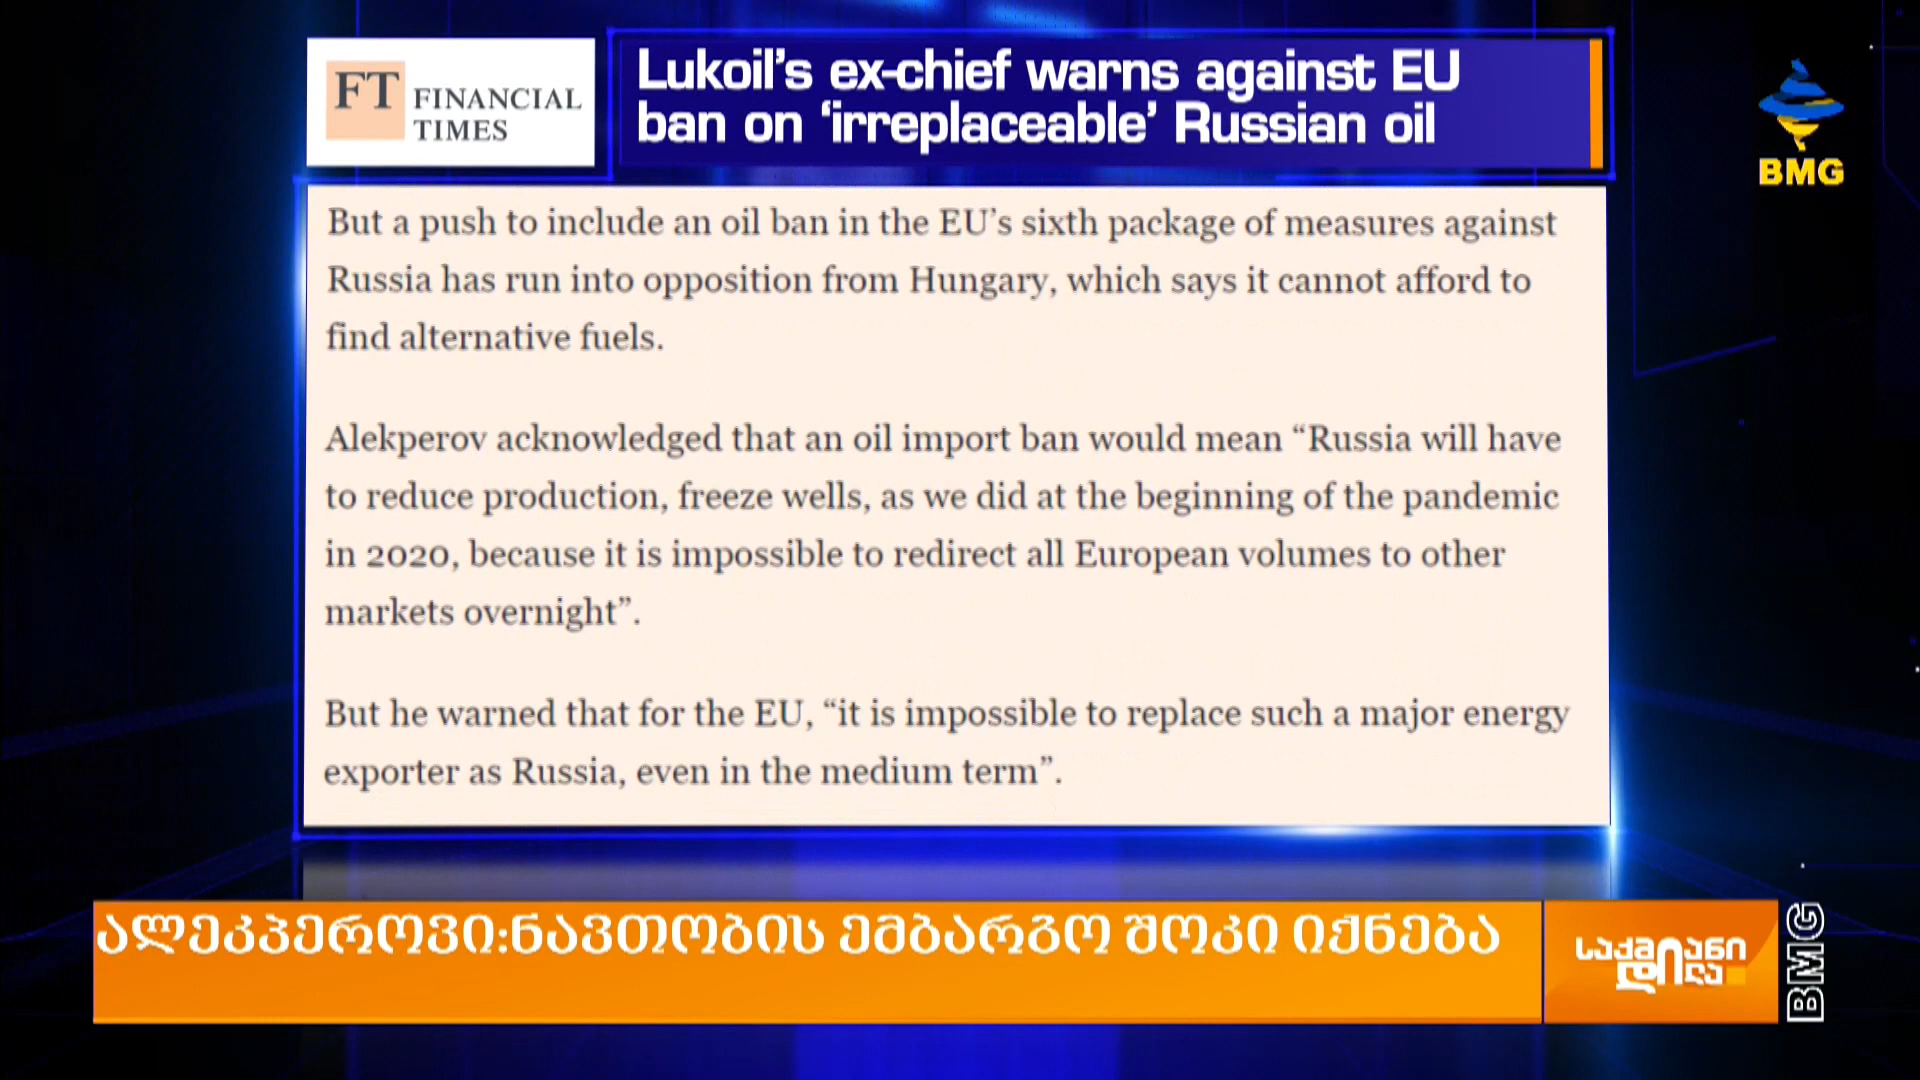 FT FINANCIAL
TIMES
Lukoil's ex-chief warns against EU
ban on ‘irreplaceable’ Russian oil
BMG
But a push to include an oil ban in the EU’s sixth package of measures against
Russia has run into opposition from Hungary, which says it cannot afford to
find alternative fuels.
Alekperov acknowledged that an oil import ban would mean “Russia will have
to reduce production, freeze wells, as we did at the beginning of the pandemic
in 2020, because it is impossible to redirect all European volumes to other
markets overnight”.
But he warned that for the EU, “it is impossible to replace such a major energy
exporter as Russia, even in the medium term”.
ალეკპეროვი:ნავთობის ემბარგო შოკი იქნება
საქმიანი
დილა
BMG